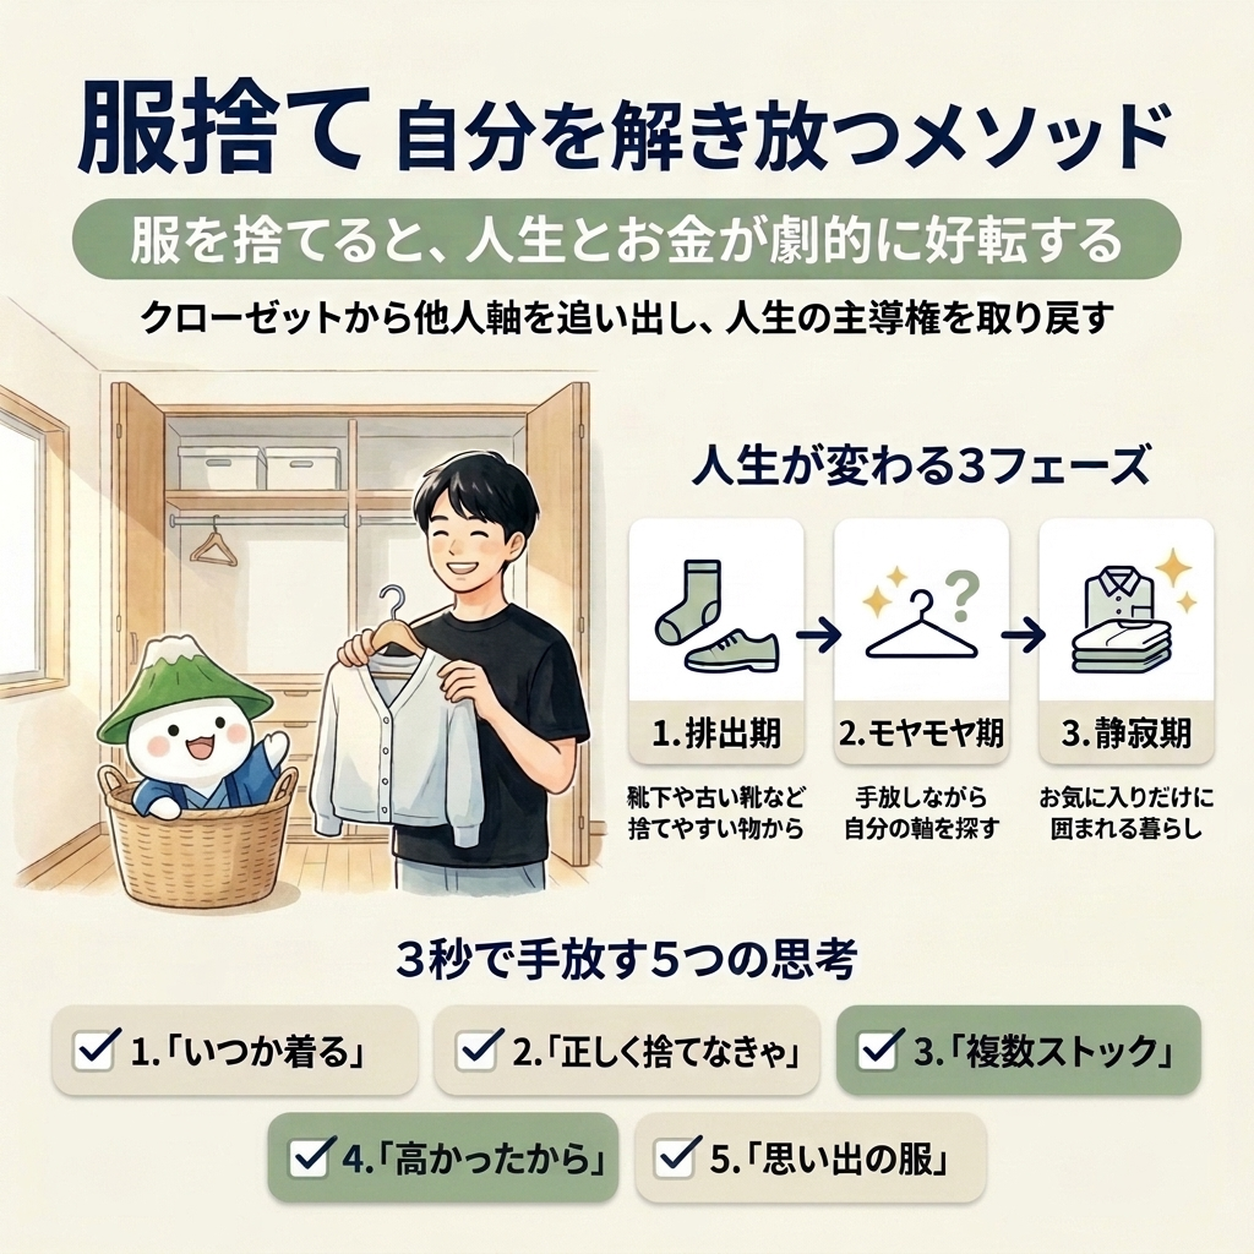 服捨て 自分を解き放つメソッド
服を捨てると、人生とお金が劇的に好転する
クローゼットから他人軸を追い出し、人生の主導権を取り戻す
人生が変わる3フェーズ
1.排出期
靴下や古い靴など
捨てやすい物から
2.モヤモヤ期
手放しながら
自分の軸を探す
3.静寂期
お気に入りだけに
囲まれる暮らし
3秒で手放す5つの思考
1.「いつか着る」
2.「正しく捨てなきゃ」
3.「複数ストック」
4.「高かったから」
5.「思い出の服」